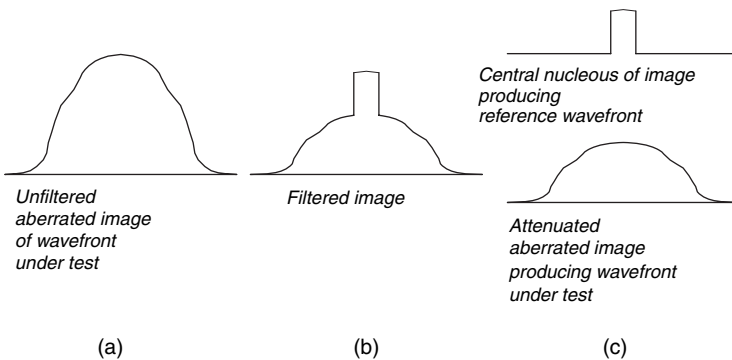 Unfiltered
aberrated image
of wavefront
under test
(a)
Filtered image
(b)
Central nucleous of image
producing
reference wavefront
Attenuated
aberrated image
producing wavefront
under test
(c)